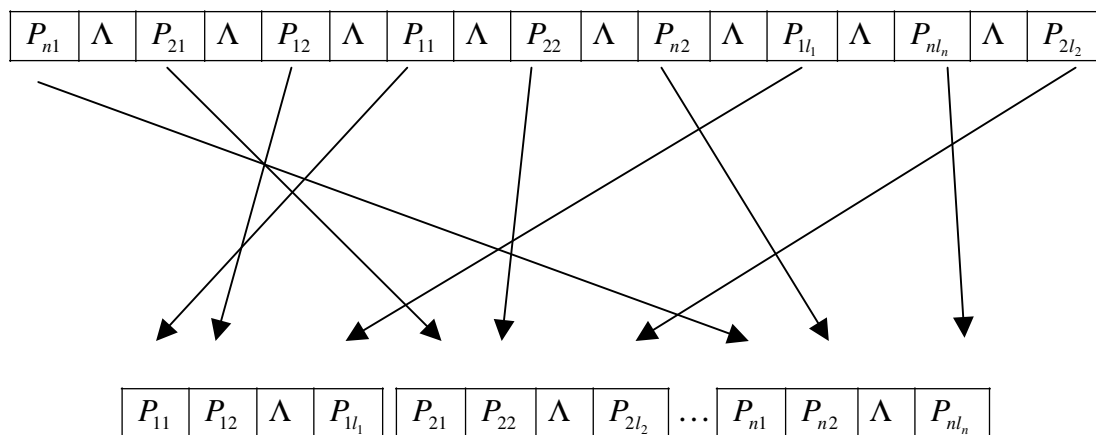 P_{n1} Λ P_{21} Λ P_{12} Λ P_{11} Λ P_{22} Λ P_{n2} Λ P_{1l_1} Λ P_{nl_n} Λ P_{2l_2}
P_{11} P_{12} Λ P_{1l_1} P_{21} P_{22} Λ P_{2l_2} … P_{n1} P_{n2} Λ P_{nl_n}